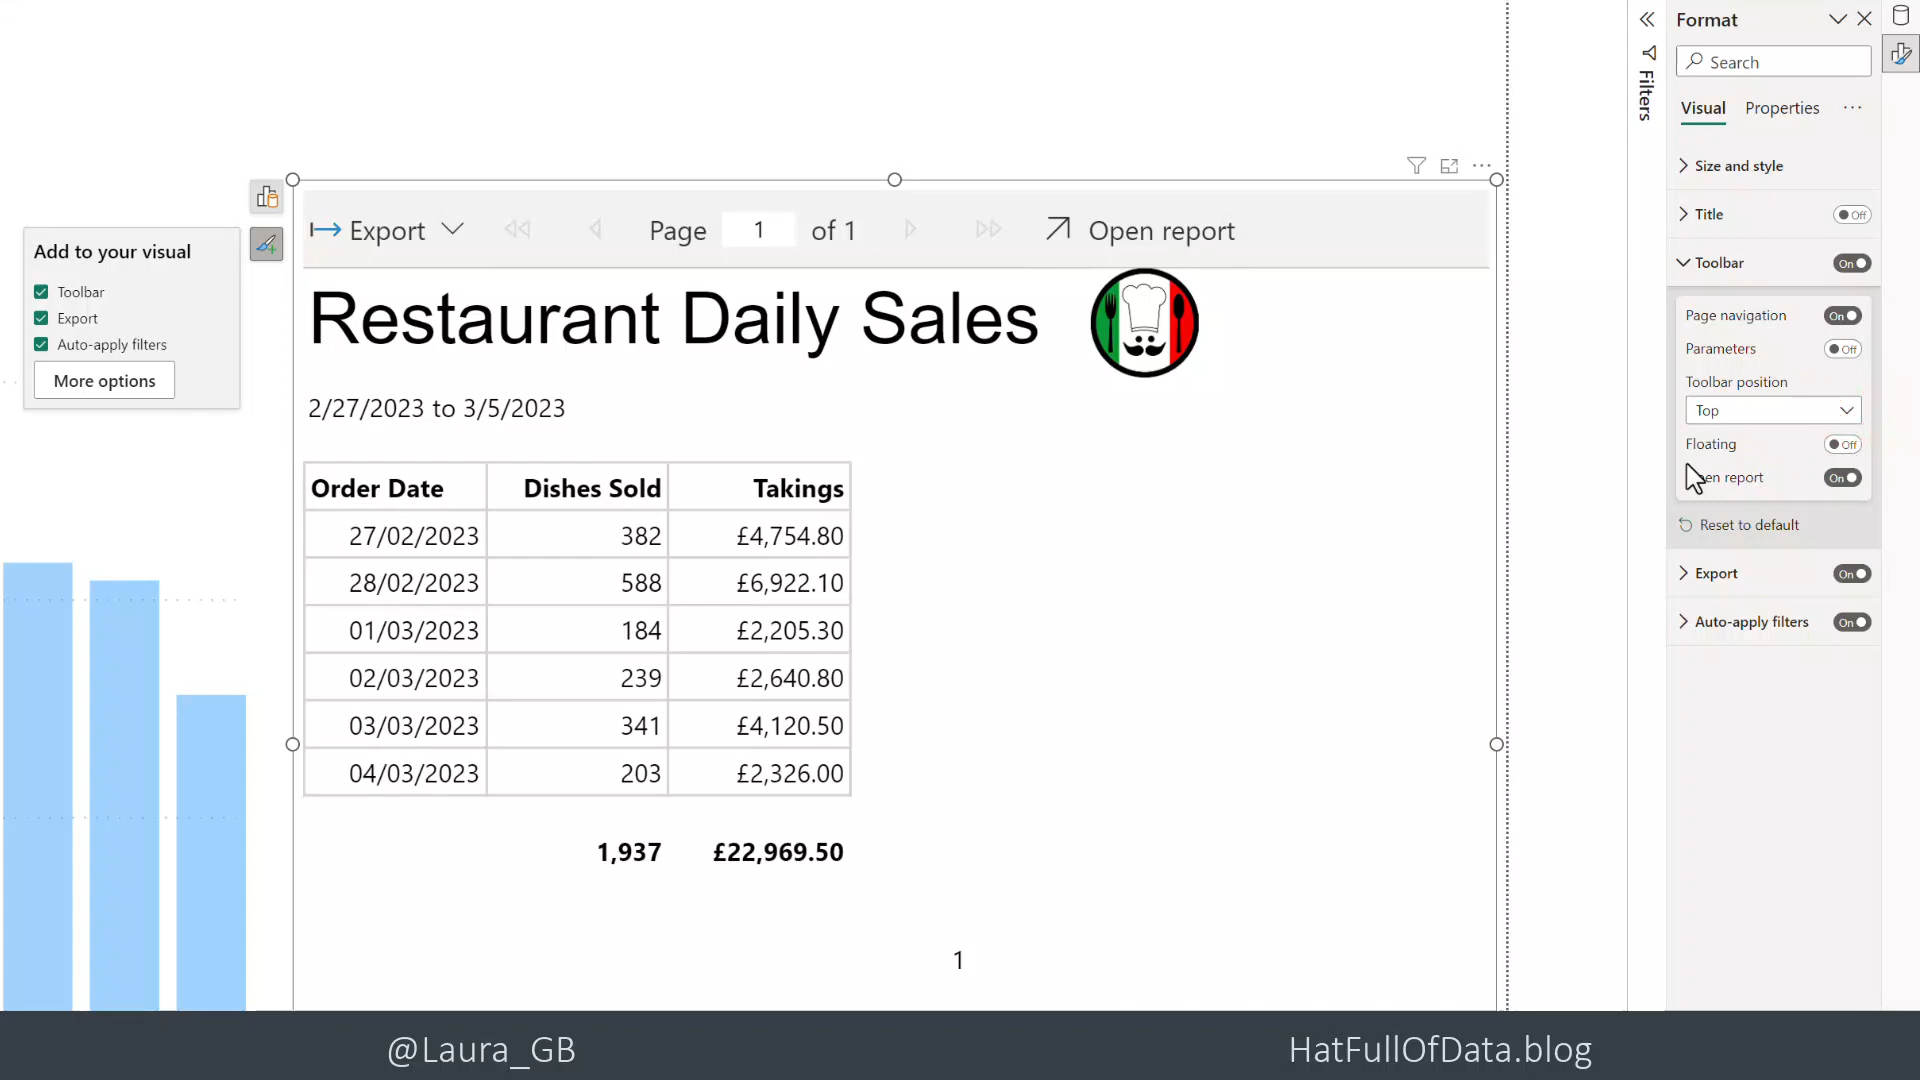 Format
Search
Filters
Visual Properties ...
Size and style
Title Off
Toolbar On
Page navigation On
Parameters Off
Toolbar position
Top
Floating Off
en report On
Reset to default
Export On
Auto-apply filters On
Add to your visual
Toolbar
Export
Auto-apply filters
More options
Export Page 1 of 1 Open report
Restaurant Daily Sales
2/27/2023 to 3/5/2023
Order Date Dishes Sold Takings
27/02/2023 382 £4,754.80
28/02/2023 588 £6,922.10
01/03/2023 184 £2,205.30
02/03/2023 239 £2,640.80
03/03/2023 341 £4,120.50
04/03/2023 203 £2,326.00
1,937 £22,969.50
1
@Laura_GB HatFullOfData.blog